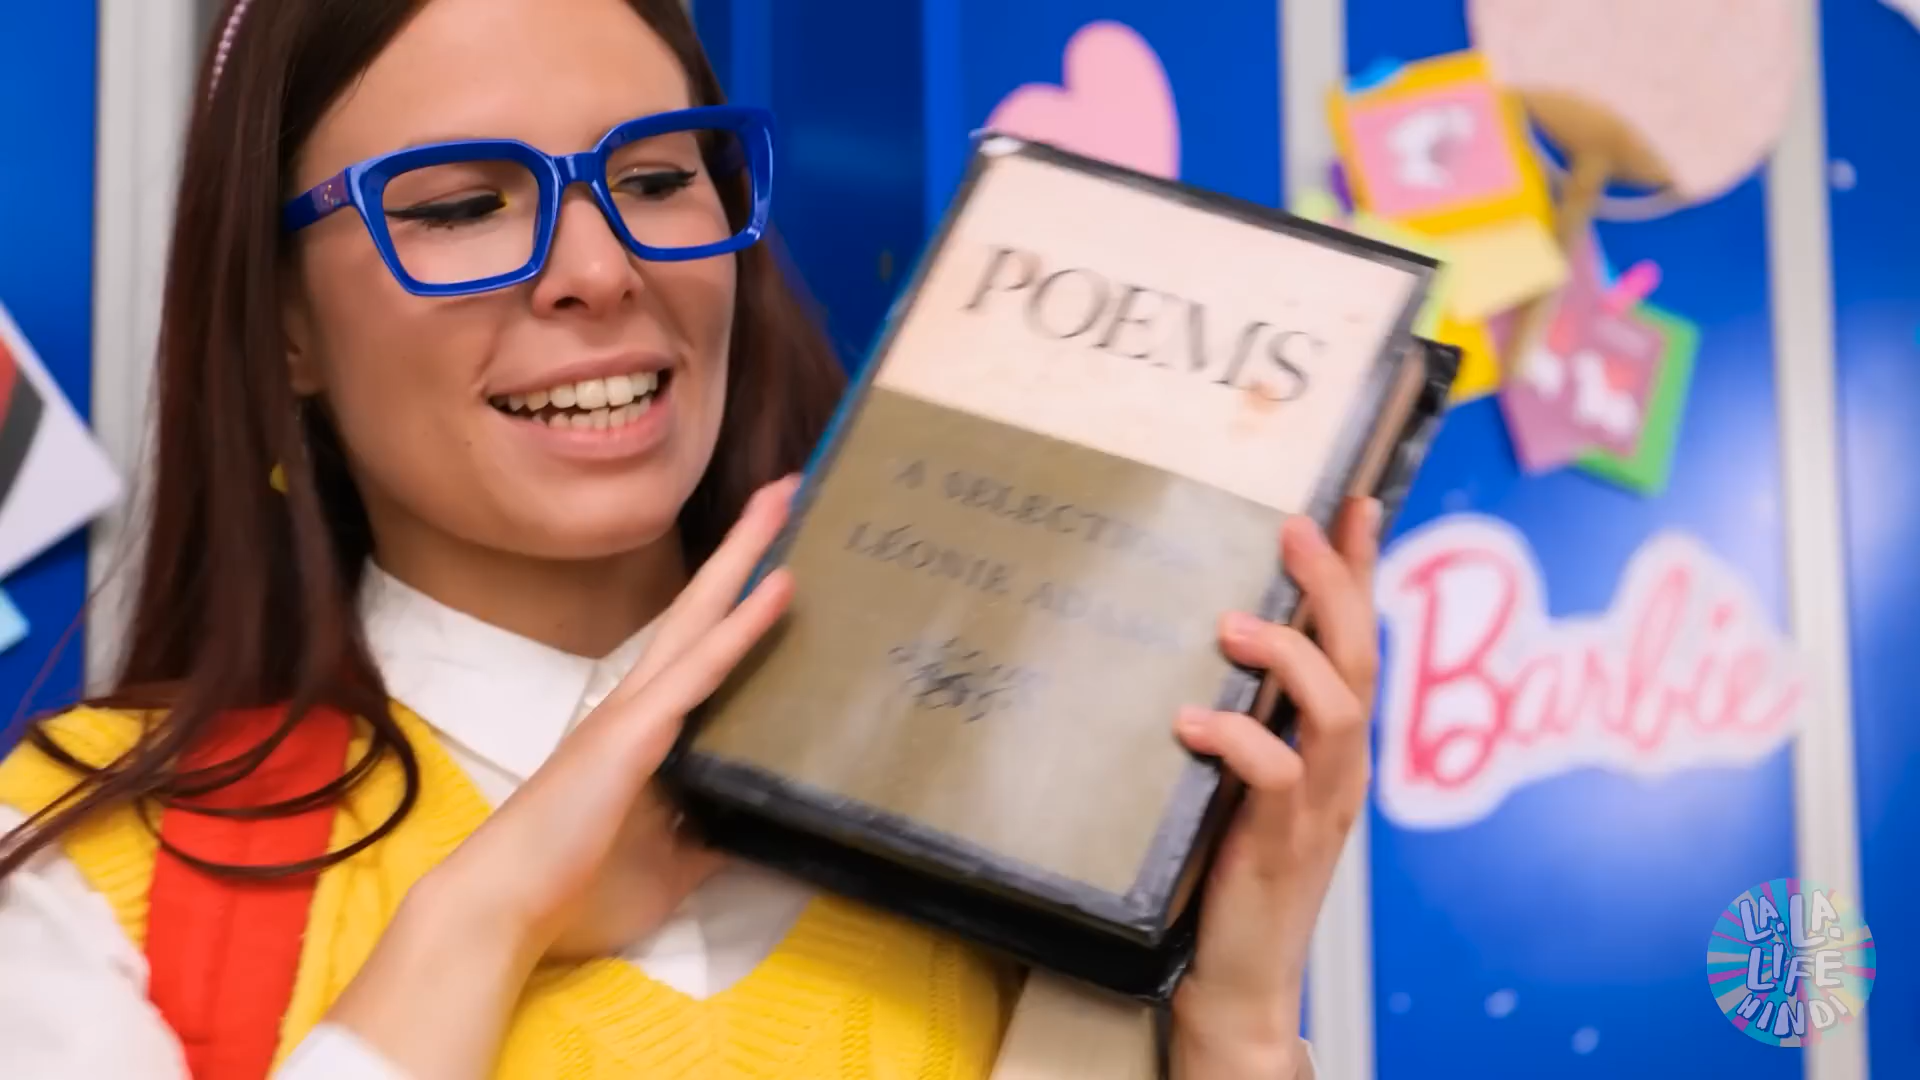 POEMS
A SELECTION
LÉONIE ADAMS
Barbie
LA LA
LIFE
HINDI